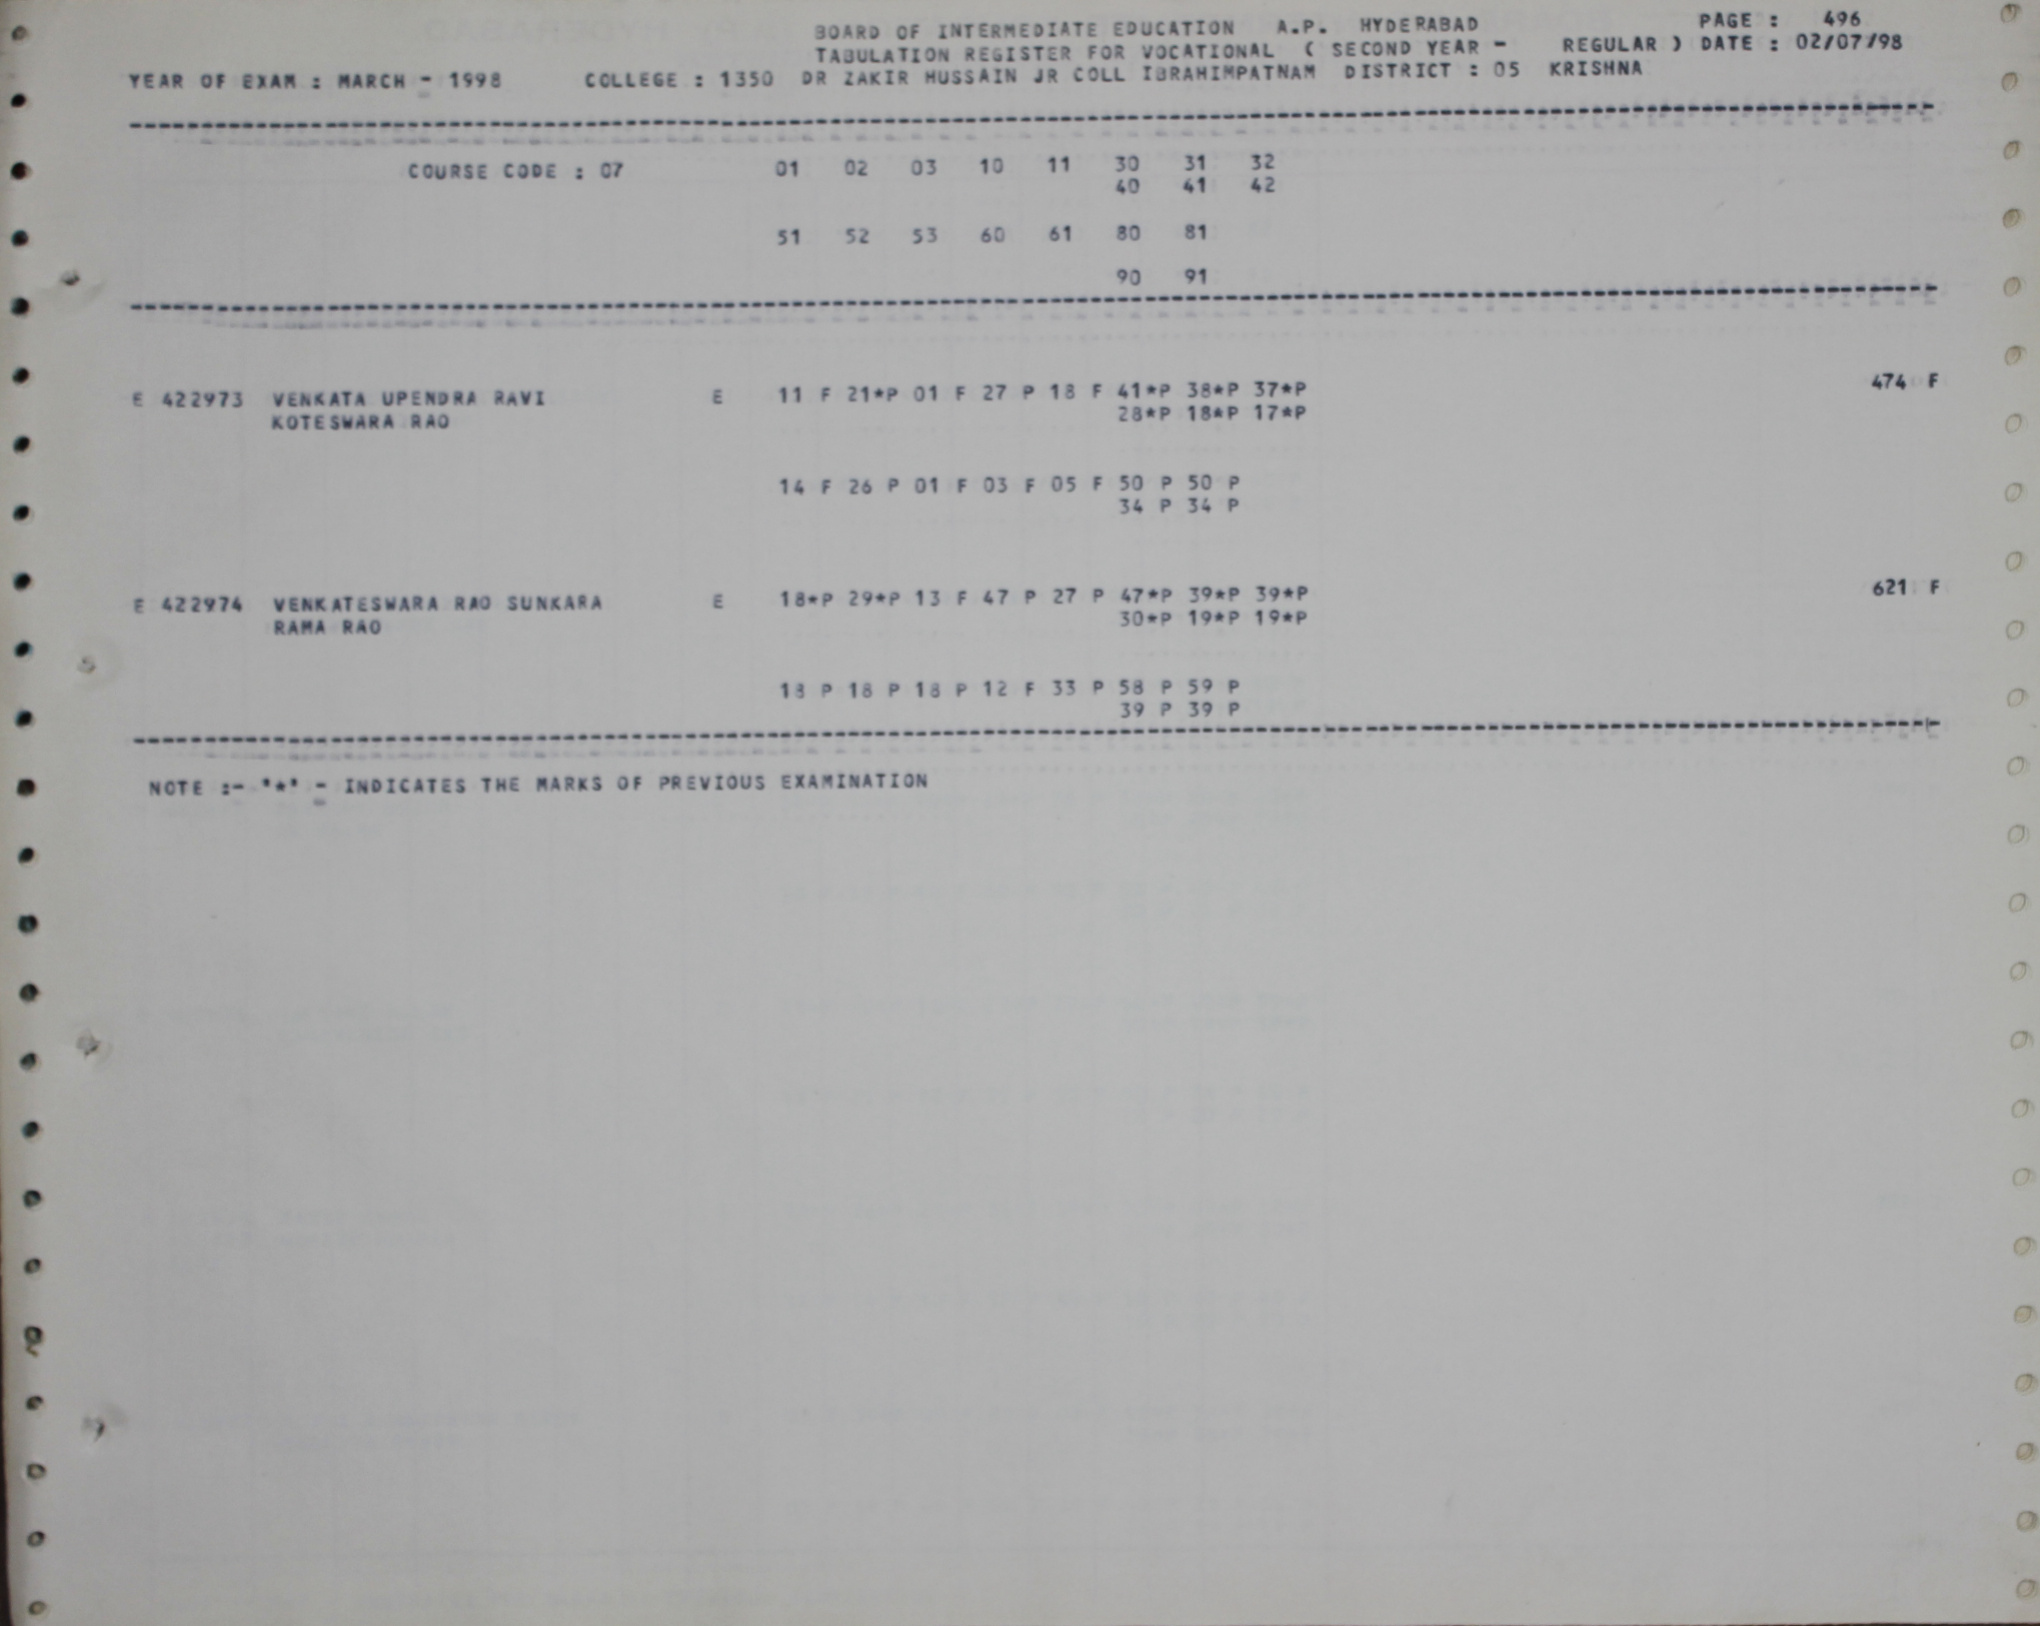 BOARD OF INTERMEDIATE EDUCATION A.P. HYDERABAD PAGE : 496
TABULATION REGISTER FOR VOCATIONAL ( SECOND YEAR - REGULAR ) DATE : 02/07/98
YEAR OF EXAM : MARCH - 1998 COLLEGE : 1350 DR ZAKIR HUSSAIN JR COLL IBRAHIMPATNAM DISTRICT : 05 KRISHNA
COURSE CODE : 07 01 02 03 10 11 30 31 32
40 41 42
51 52 53 60 61 80 81
90 91
E 422973 VENKATA UPENDRA RAVI E 11 F 21*P 01 F 27 P 18 F 41*P 38*P 37*P 474 F
KOTESWARA RAO 28*P 18*P 17*P
14 F 26 P 01 F 03 F 05 F 50 P 50 P
34 P 34 P
E 422974 VENKATESWARA RAO SUNKARA E 18*P 29*P 13 F 47 P 27 P 47*P 39*P 39*P 621 F
RAMA RAO 30*P 19*P 19*P
18 P 18 P 18 P 12 F 33 P 58 P 59 P
39 P 39 P
NOTE :- "*" - INDICATES THE MARKS OF PREVIOUS EXAMINATION